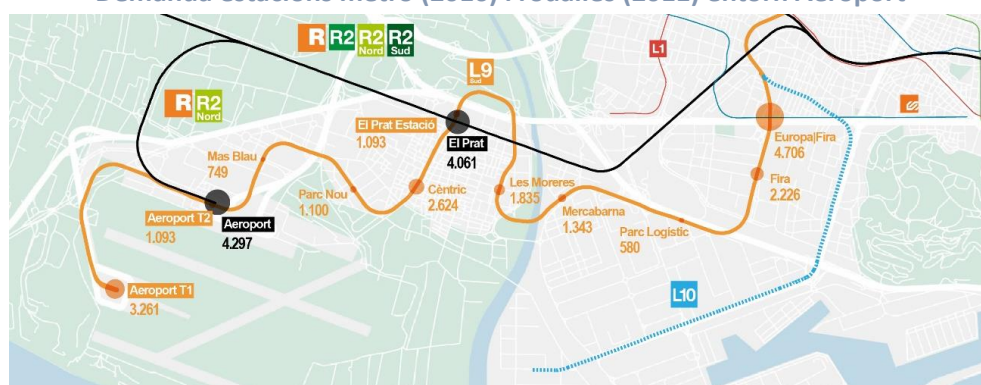 Demanda estacions metro entorn Aeroport
R R2 R2 Nord R2 Sud
L1
L9 Sud
R R2 Nord
El Prat Estació
1.093
El Prat
4.061
Europa|Fira
4.706
Mas Blau
749
Parc Nou
1.100
Cèntric
2.624
Les Moreres
1.835
Fira
2.226
Mercabarna
1.343
Aeroport T2
1.093
Aeroport
4.297
Parc Logístic
580
Aeroport T1
3.261
L10